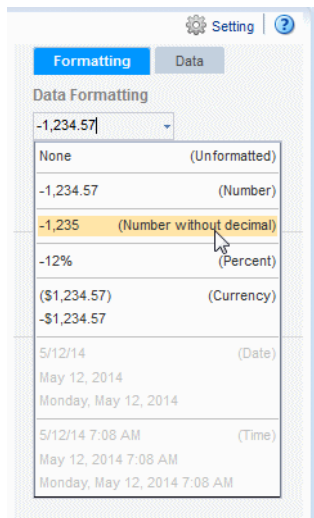 Setting ?
Formatting Data
Data Formatting
-1,234.57
None (Unformatted)
-1,234.57 (Number)
-1,235 (Number without decimal)
-12% (Percent)
($1,234.57) (Currency)
-$1,234.57
5/12/14 (Date)
May 12, 2014
Monday, May 12, 2014
5/12/14 7:08 AM (Time)
May 12, 2014 7:08 AM
Monday, May 12, 2014 7:08 AM